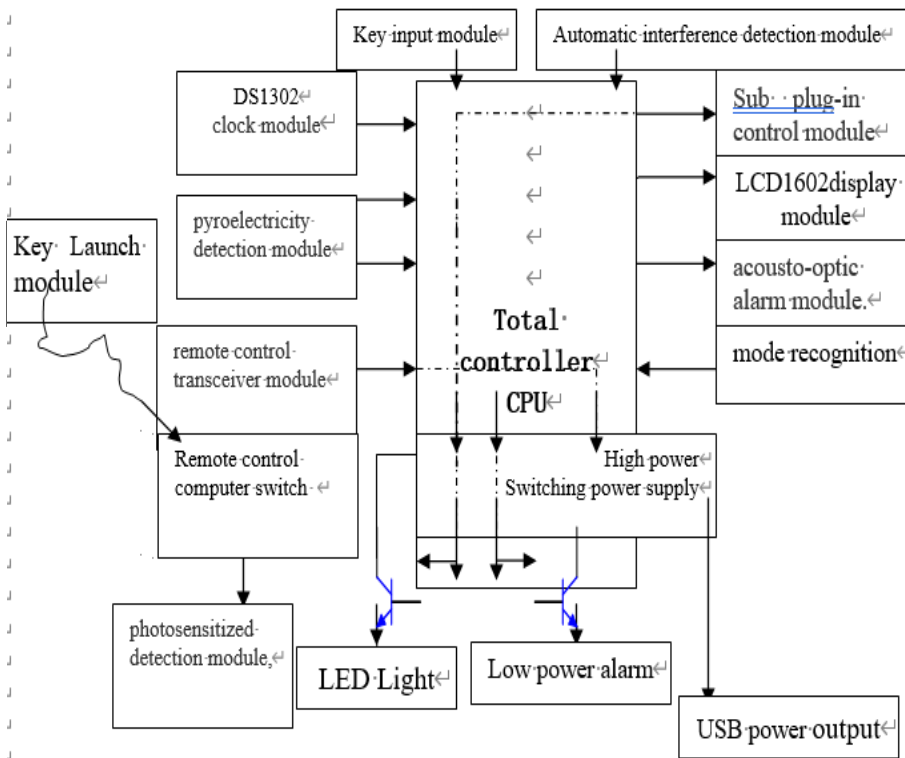 Key input module
Automatic interference detection module
DS1302
clock module
Sub plug-in
control module
LCD1602display
module
pyroelectricity
detection module
Key Launch
module
acousto-optic
alarm module.
Total
controller
CPU
remote control
transceiver module
mode recognition
Remote control
computer switch
High power
Switching power supply
photosensitized
detection module,
LED Light
Low power alarm
USB power output